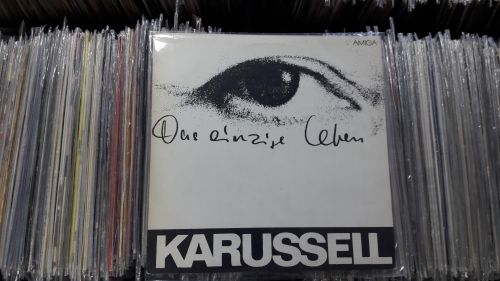 AMIGA
Das einzige Leben
KARUSSELL